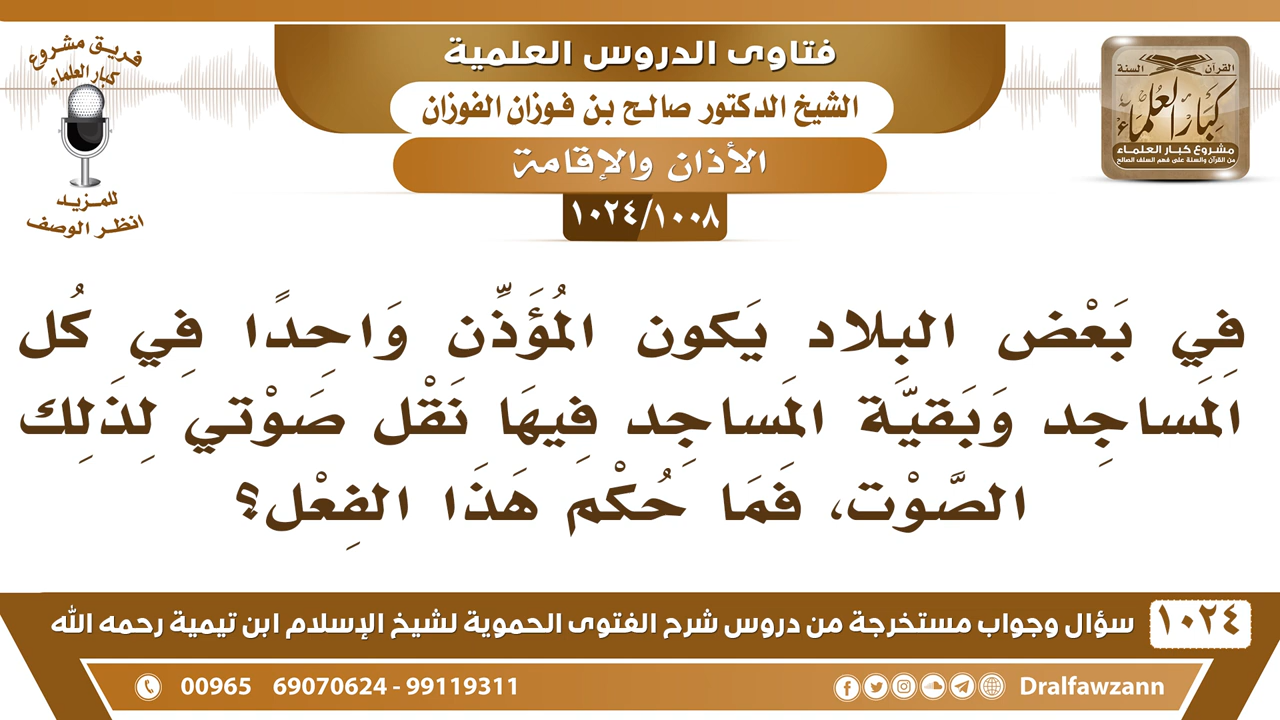 فريق مشروع
كبار العلماء
للمزيد
انظر الوصف
فتاوى الدروس العلمية
الشيخ الدكتور صالح بن فوزان الفوزان
الأذان والإقامة
١٠٢٤/١٠٠٨
القرآن السنة
كبار العلماء
مشروع كبار العلماء
من القرآن والسنة على فهم السلف الصالح
فِي بَعْض البلاد يَكون المُؤَذِّن وَاحِدًا فِي كُل
المَساجِد وَبَقيَّة المَساجِد فِيهَا نَقْل صَوْتي لِذَلِك
الصَّوْت، فَمَا حُكْم هَذَا الفِعْل؟
١٠٢٤ سؤال وجواب مستخرجة من دروس شرح الفتوى الحموية لشيخ الإسلام ابن تيمية رحمه الله
00965 69070624 - 99119311
Dralfawzann